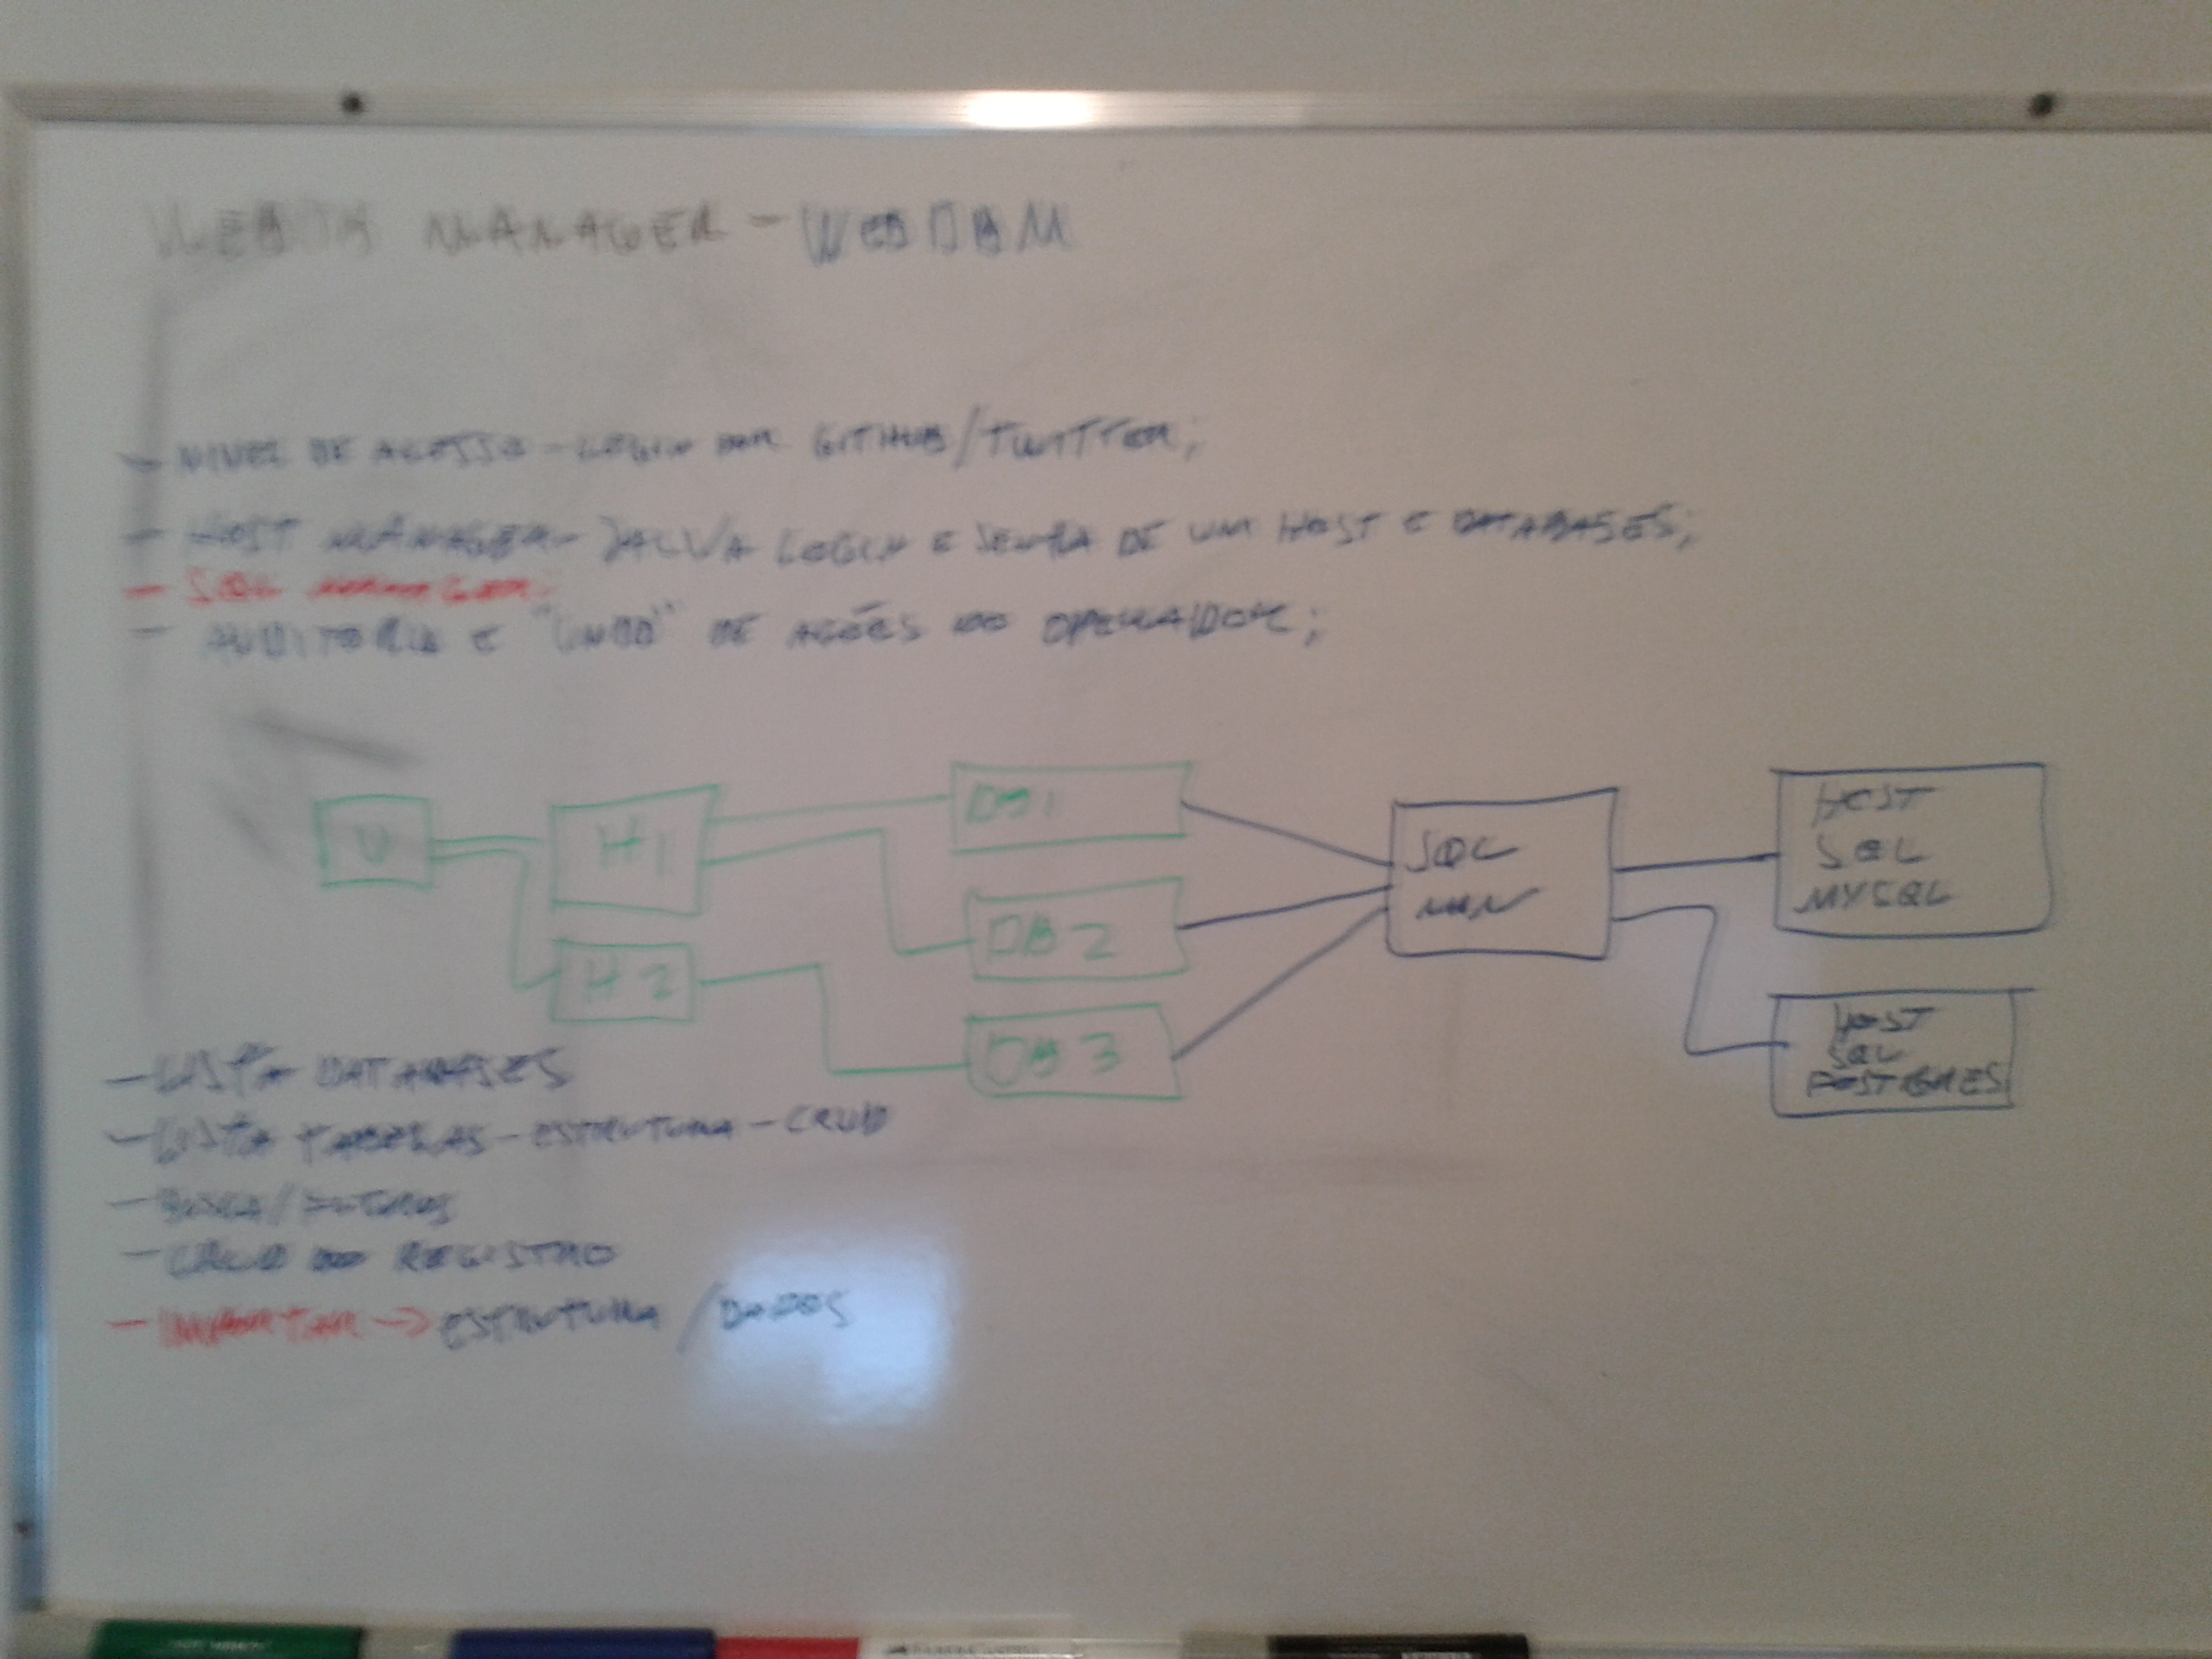 WEBDB MANAGER - WEBDBM
- NIVEL DE ACESSO - LOGIN POR GITHUB/TWITTER;
- HOST MANAGER - SALVA LOGIN E SENHA DE UM HOST E DATABASES;
- SQL MANAGER;
- AUDITORIA E "UNDO" DE AÇÕES DO OPERADOR;
U
H1
H2
DB1
DB2
DB3
SQL
MAN
HOST
SQL
MYSQL
HOST
SQL
POSTGRES
- LISTA DATABASES
- LISTA TABELAS - ESTRUTURA - CRUD
- BUSCA/FILTROS
- CRUD DO REGISTRO
- IMPORTAR → ESTRUTURA / DADOS